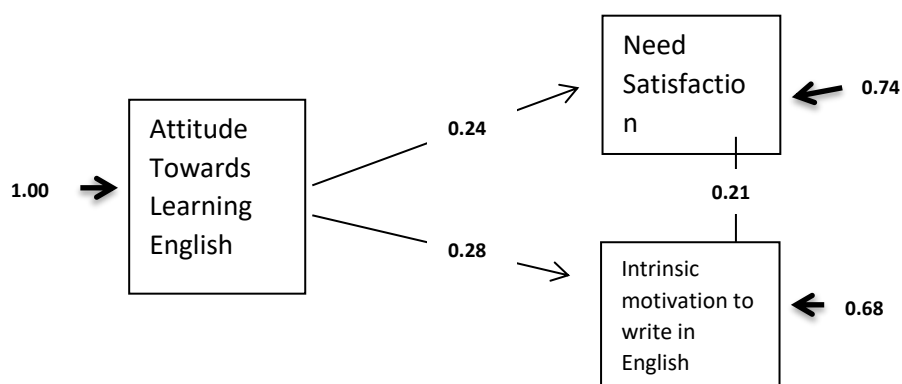 1.00
Attitude
Towards
Learning
English
0.24
0.28
Need
Satisfactio
n
0.74
0.21
Intrinsic
motivation to
write in
English
0.68